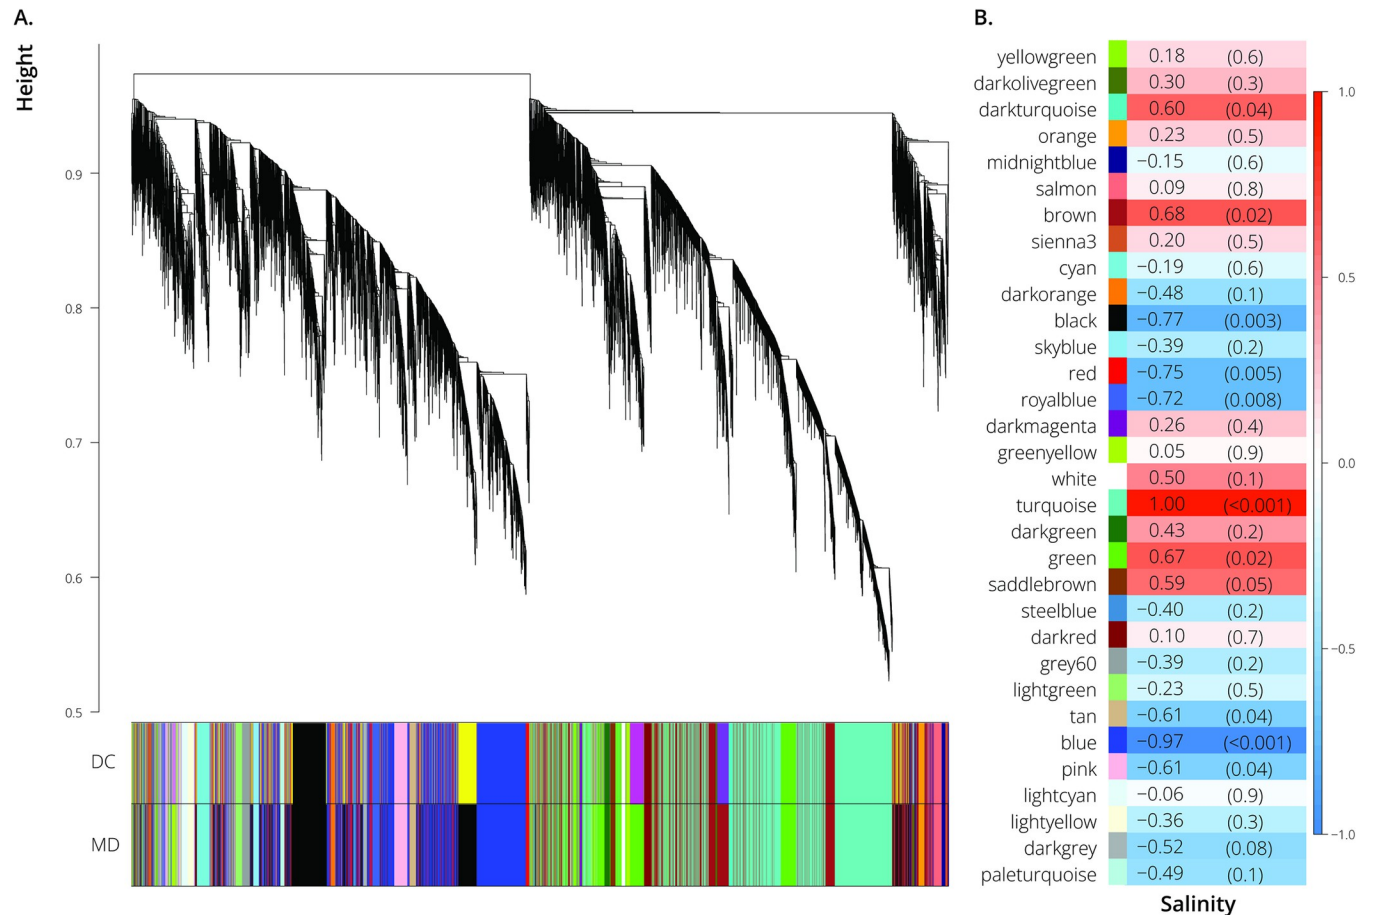 A.
Height
0.9
0.8
0.7
0.6
0.5
DC
MD
B.
yellowgreen 0.18 (0.6)
darkolivegreen 0.30 (0.3)
darkturquoise 0.60 (0.04)
orange 0.23 (0.5)
midnightblue −0.15 (0.6)
salmon 0.09 (0.8)
brown 0.68 (0.02)
sienna3 0.20 (0.5)
cyan −0.19 (0.6)
darkorange −0.48 (0.1)
black −0.77 (0.003)
skyblue −0.39 (0.2)
red −0.75 (0.005)
royalblue −0.72 (0.008)
darkmagenta 0.26 (0.4)
greenyellow 0.05 (0.9)
white 0.50 (0.1)
turquoise 1.00 (<0.001)
darkgreen 0.43 (0.2)
green 0.67 (0.02)
saddlebrown 0.59 (0.05)
steelblue −0.40 (0.2)
darkred 0.10 (0.7)
grey60 −0.39 (0.2)
lightgreen −0.23 (0.5)
tan −0.61 (0.04)
blue −0.97 (<0.001)
pink −0.61 (0.04)
lightcyan −0.06 (0.9)
lightyellow −0.36 (0.3)
darkgrey −0.52 (0.08)
paleturquoise −0.49 (0.1)
Salinity
1.0
0.5
0.0
−0.5
−1.0